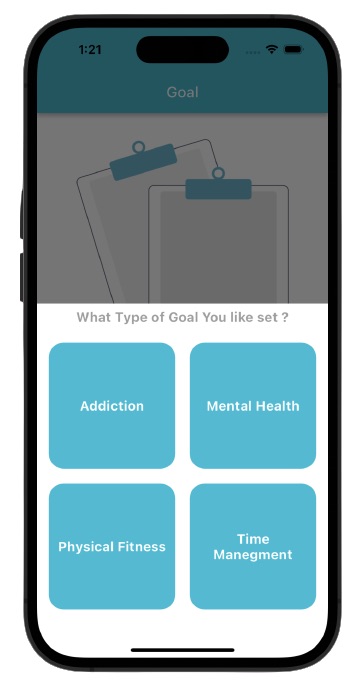 1:21
Goal
What Type of Goal You like set ?
Addiction
Mental Health
Physical Fitness
Time
Manegment